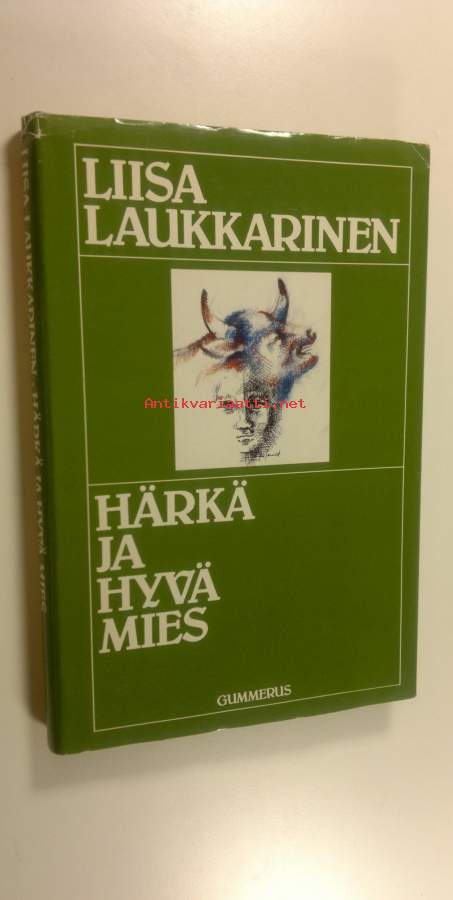 LIISA
LAUKKARINEN
Antikvariaatti.net
HÄRKÄ
JA
HYVÄ
MIES
GUMMERUS
LIISA LAUKKARINEN · HÄRKÄ JA HYVÄ MIES